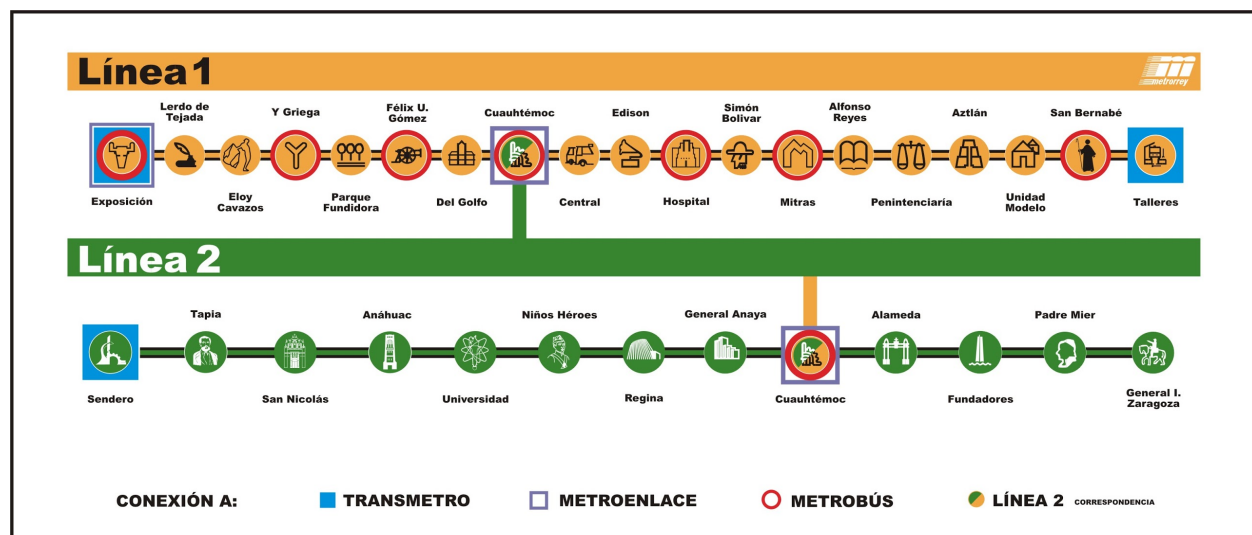 Línea 1
metrorrey
Lerdo de
Tejada
Y Griega
Félix U.
Gómez
Cuauhtémoc
Edison
Simón
Bolivar
Alfonso
Reyes
Aztlán
San Bernabé
Exposición
Eloy
Cavazos
Parque
Fundidora
Del Golfo
Central
Hospital
Mitras
Penintenciaría
Unidad
Modelo
Talleres
Línea 2
Tapia
Anáhuac
Niños Héroes
General Anaya
Alameda
Padre Mier
Sendero
San Nicolás
Universidad
Regina
Cuauhtémoc
Fundadores
General I.
Zaragoza
CONEXIÓN A: TRANSMETRO METROENLACE METROBÚS LÍNEA 2 CORRESPONDENCIA